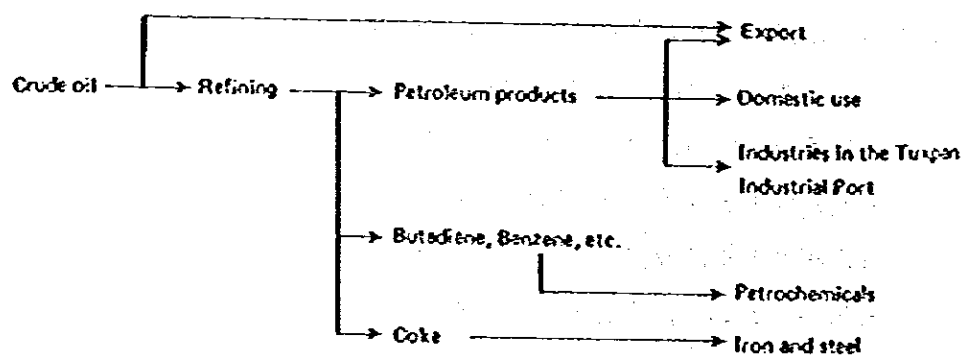 Export
Crude oil
Refining
Petroleum products
Domestic use
Industries in the Tuxpan
Industrial Port
Butadiene, Benzene, etc.
Petrochemicals
Coke
Iron and steel